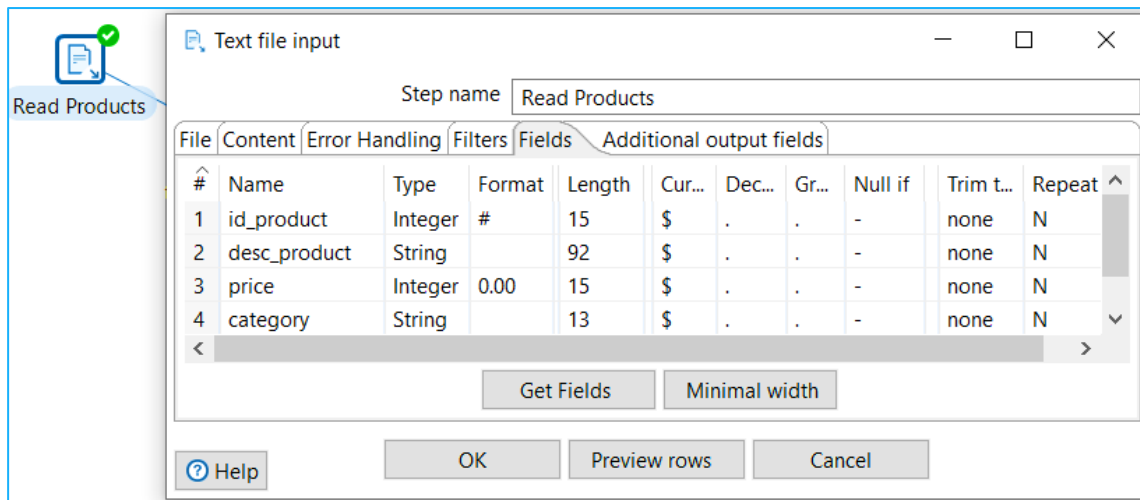 Text file input
Read Products
Step name Read Products
File Content Error Handling Filters Fields Additional output fields
# Name Type Format Length Cur... Dec... Gr... Null if Trim t... Repeat
1 id_product Integer # 15 $ . . - none N
2 desc_product String 92 $ . . - none N
3 price Integer 0.00 15 $ . . - none N
4 category String 13 $ . . - none N
Get Fields Minimal width
Help OK Preview rows Cancel